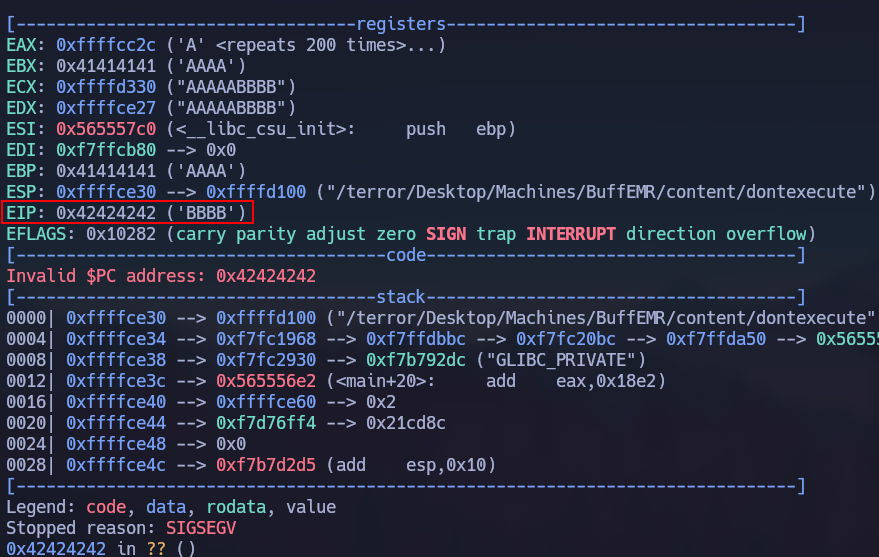 [----------------------------------registers-----------------------------------]
EAX: 0xffffcc2c ('A' <repeats 200 times>...)
EBX: 0x41414141 ('AAAA')
ECX: 0xffffd330 ("AAAAABBBB")
EDX: 0xffffce27 ("AAAAABBBB")
ESI: 0x565557c0 (<__libc_csu_init>:     push   ebp)
EDI: 0xf7ffcb80 --> 0x0
EBP: 0x41414141 ('AAAA')
ESP: 0xffffce30 --> 0xffffd100 ("/terror/Desktop/Machines/BuffEMR/content/dontexecute")
EIP: 0x42424242 ('BBBB')
EFLAGS: 0x10282 (carry parity adjust zero SIGN trap INTERRUPT direction overflow)
[-------------------------------------code-------------------------------------]
Invalid $PC address: 0x42424242
[------------------------------------stack-------------------------------------]
0000| 0xffffce30 --> 0xffffd100 ("/terror/Desktop/Machines/BuffEMR/content/dontexecute"
0004| 0xffffce34 --> 0xf7fc1968 --> 0xf7ffdbbc --> 0xf7fc20bc --> 0xf7ffda50 --> 0x56555
0008| 0xffffce38 --> 0xf7fc2930 --> 0xf7b792dc ("GLIBC_PRIVATE")
0012| 0xffffce3c --> 0x565556e2 (<main+20>:     add    eax,0x18e2)
0016| 0xffffce40 --> 0xffffce60 --> 0x2
0020| 0xffffce44 --> 0xf7d76ff4 --> 0x21cd8c
0024| 0xffffce48 --> 0x0
0028| 0xffffce4c --> 0xf7b7d2d5 (add    esp,0x10)
[------------------------------------------------------------------------------]
Legend: code, data, rodata, value
Stopped reason: SIGSEGV
0x42424242 in ?? ()